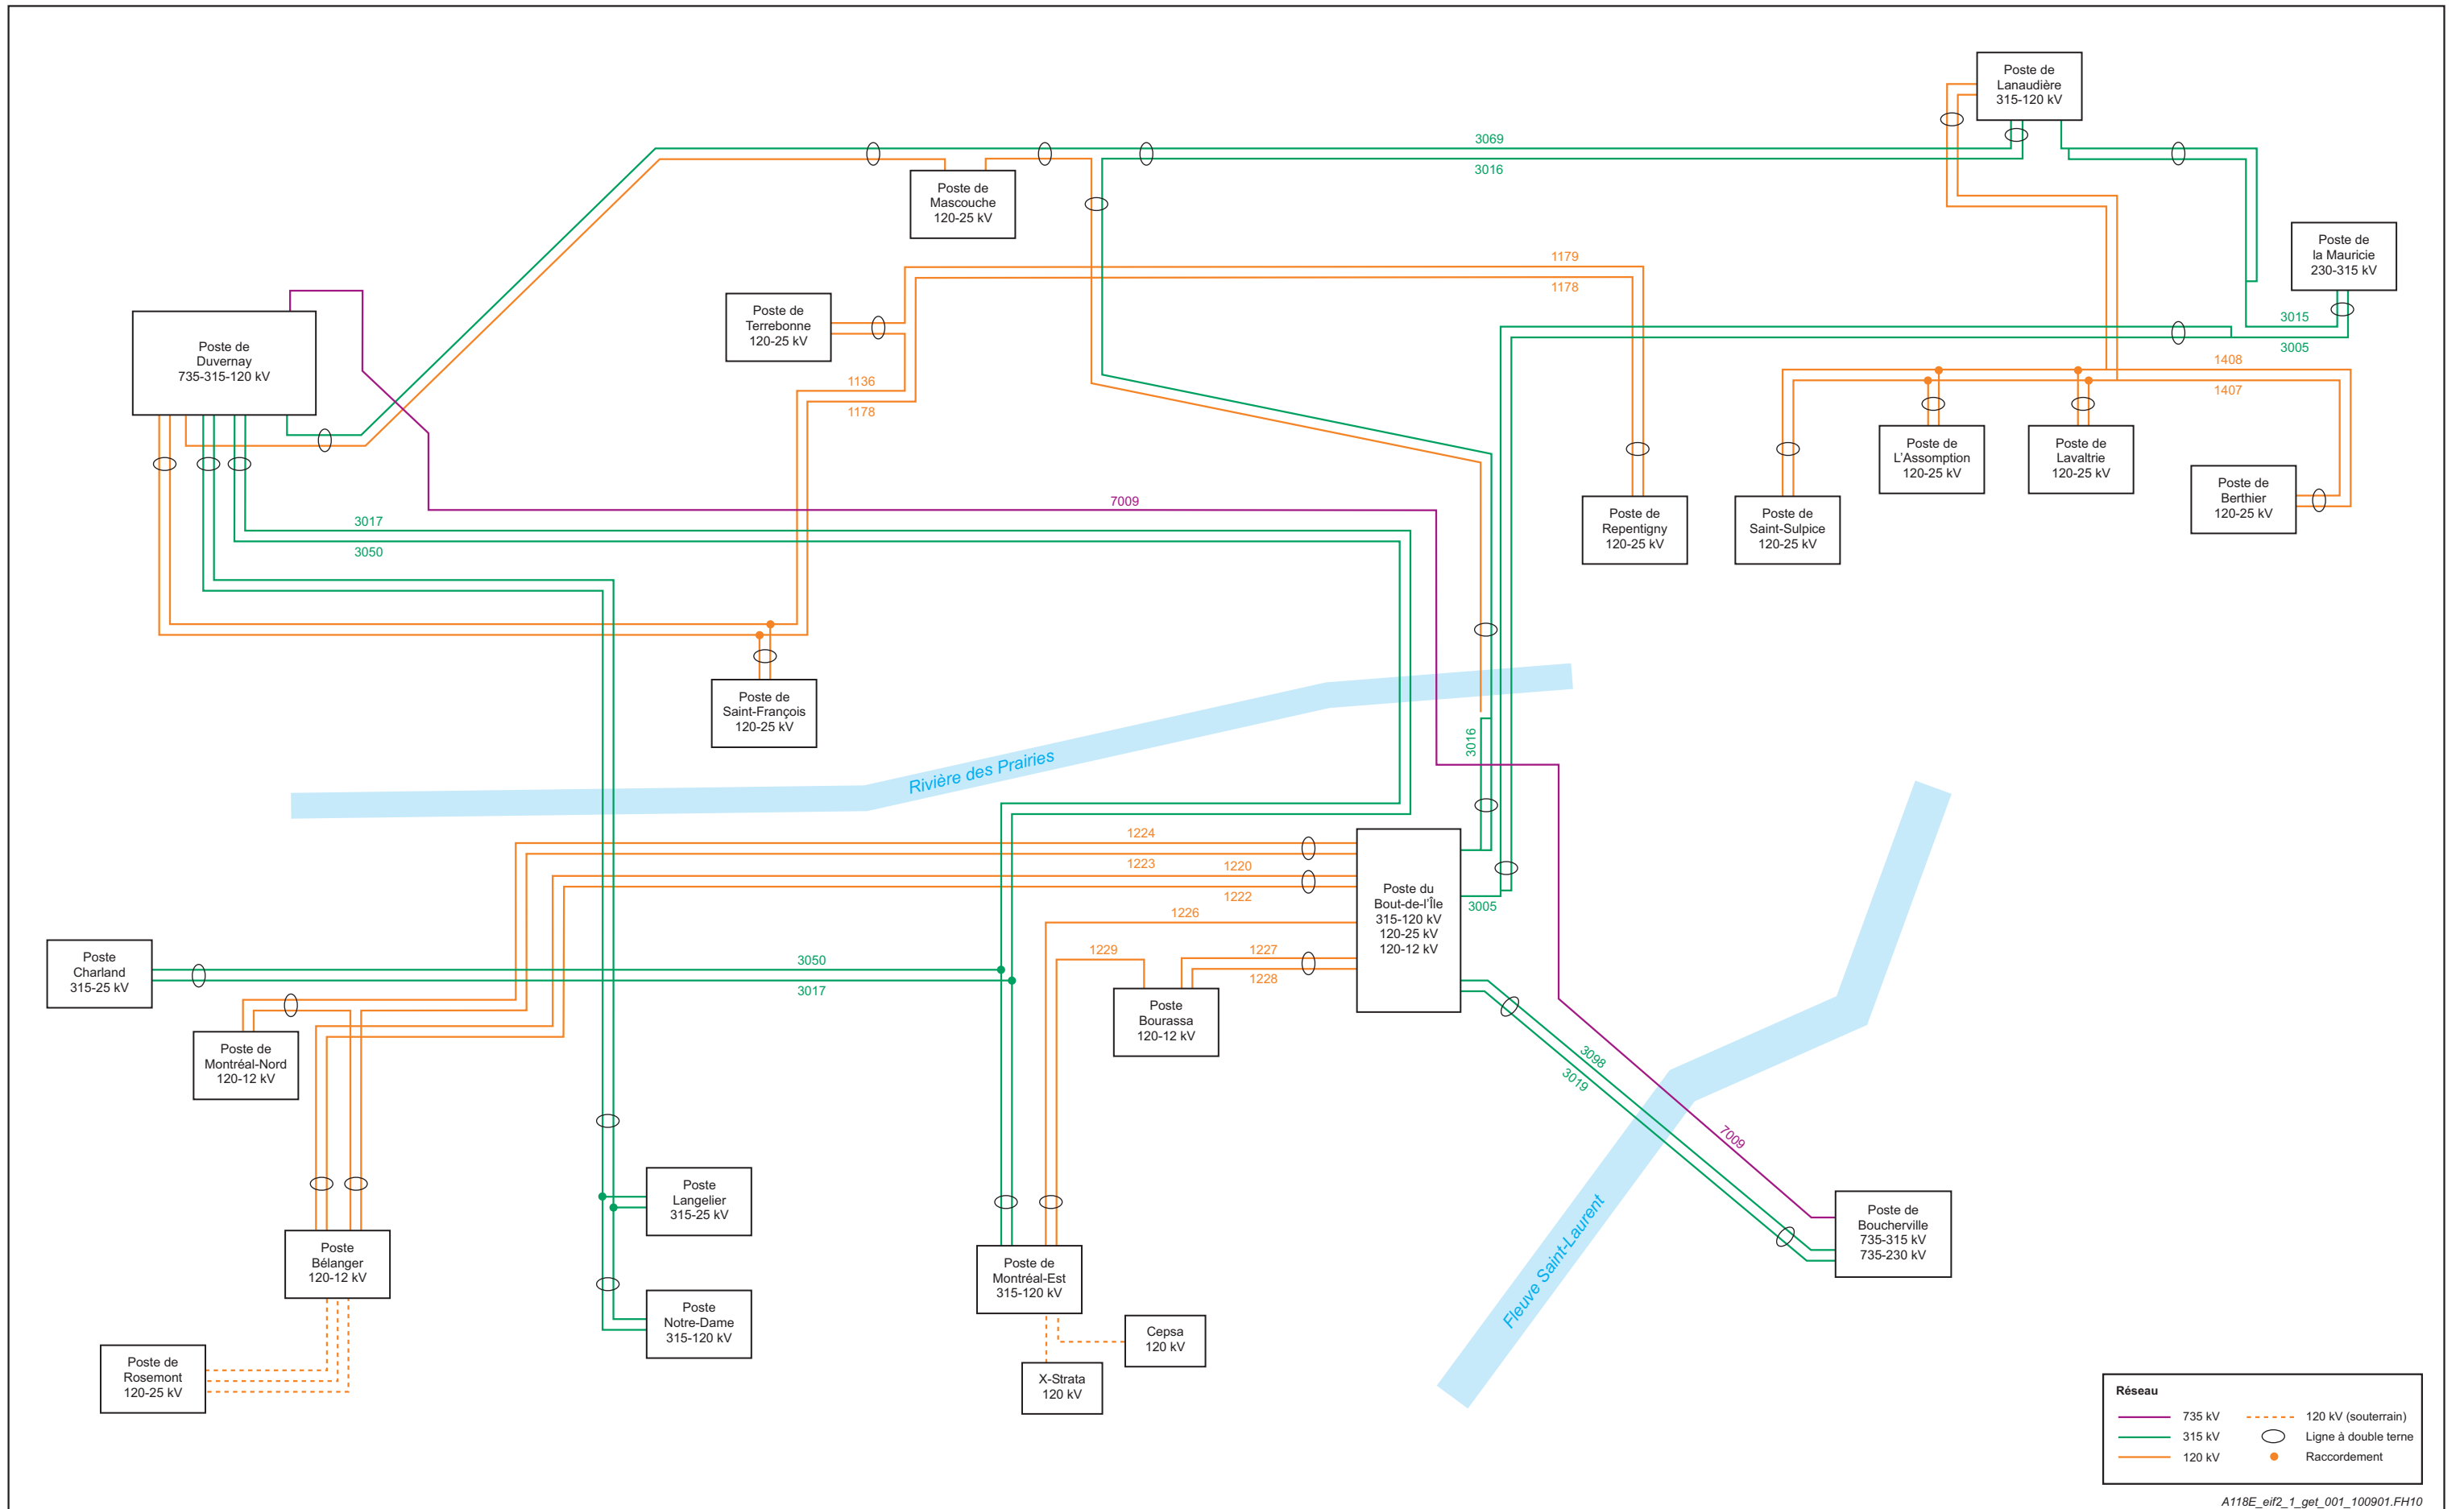 Poste de
Lanaudière
315-120 kV
3069
3016
Poste de
Mascouche
120-25 kV
Poste de
la Mauricie
230-315 kV
1179
1178
Poste de
Terrebonne
120-25 kV
Poste de
Duvernay
735-315-120 kV
3015
3005
1136
1178
1408
1407
Poste de
L'Assomption
120-25 kV
Poste de
Lavaltrie
120-25 kV
Poste de
Berthier
120-25 kV
7009
Poste de
Repentigny
120-25 kV
Poste de
Saint-Sulpice
120-25 kV
3017
3050
Poste de
Saint-François
120-25 kV
3016
Rivière des Prairies
1224
1223
1220
1222
1226
1229
1227
1228
Poste du
Bout-de-l'Île
315-120 kV
120-25 kV
120-12 kV
3005
Poste
Charland
315-25 kV
3050
3017
Poste
Bourassa
120-12 kV
Poste de
Montréal-Nord
120-12 kV
3098
3019
7009
Poste
Langelier
315-25 kV
Poste de
Boucherville
735-315 kV
735-230 kV
Fleuve Saint-Laurent
Poste
Bélanger
120-12 kV
Poste de
Montréal-Est
315-120 kV
Poste
Notre-Dame
315-120 kV
Cepsa
120 kV
Poste de
Rosemont
120-25 kV
X-Strata
120 kV
Réseau
735 kV
120 kV (souterrain)
315 kV
Ligne à double terne
120 kV
Raccordement
A118E_eif2_1_get_001_100901.FH10